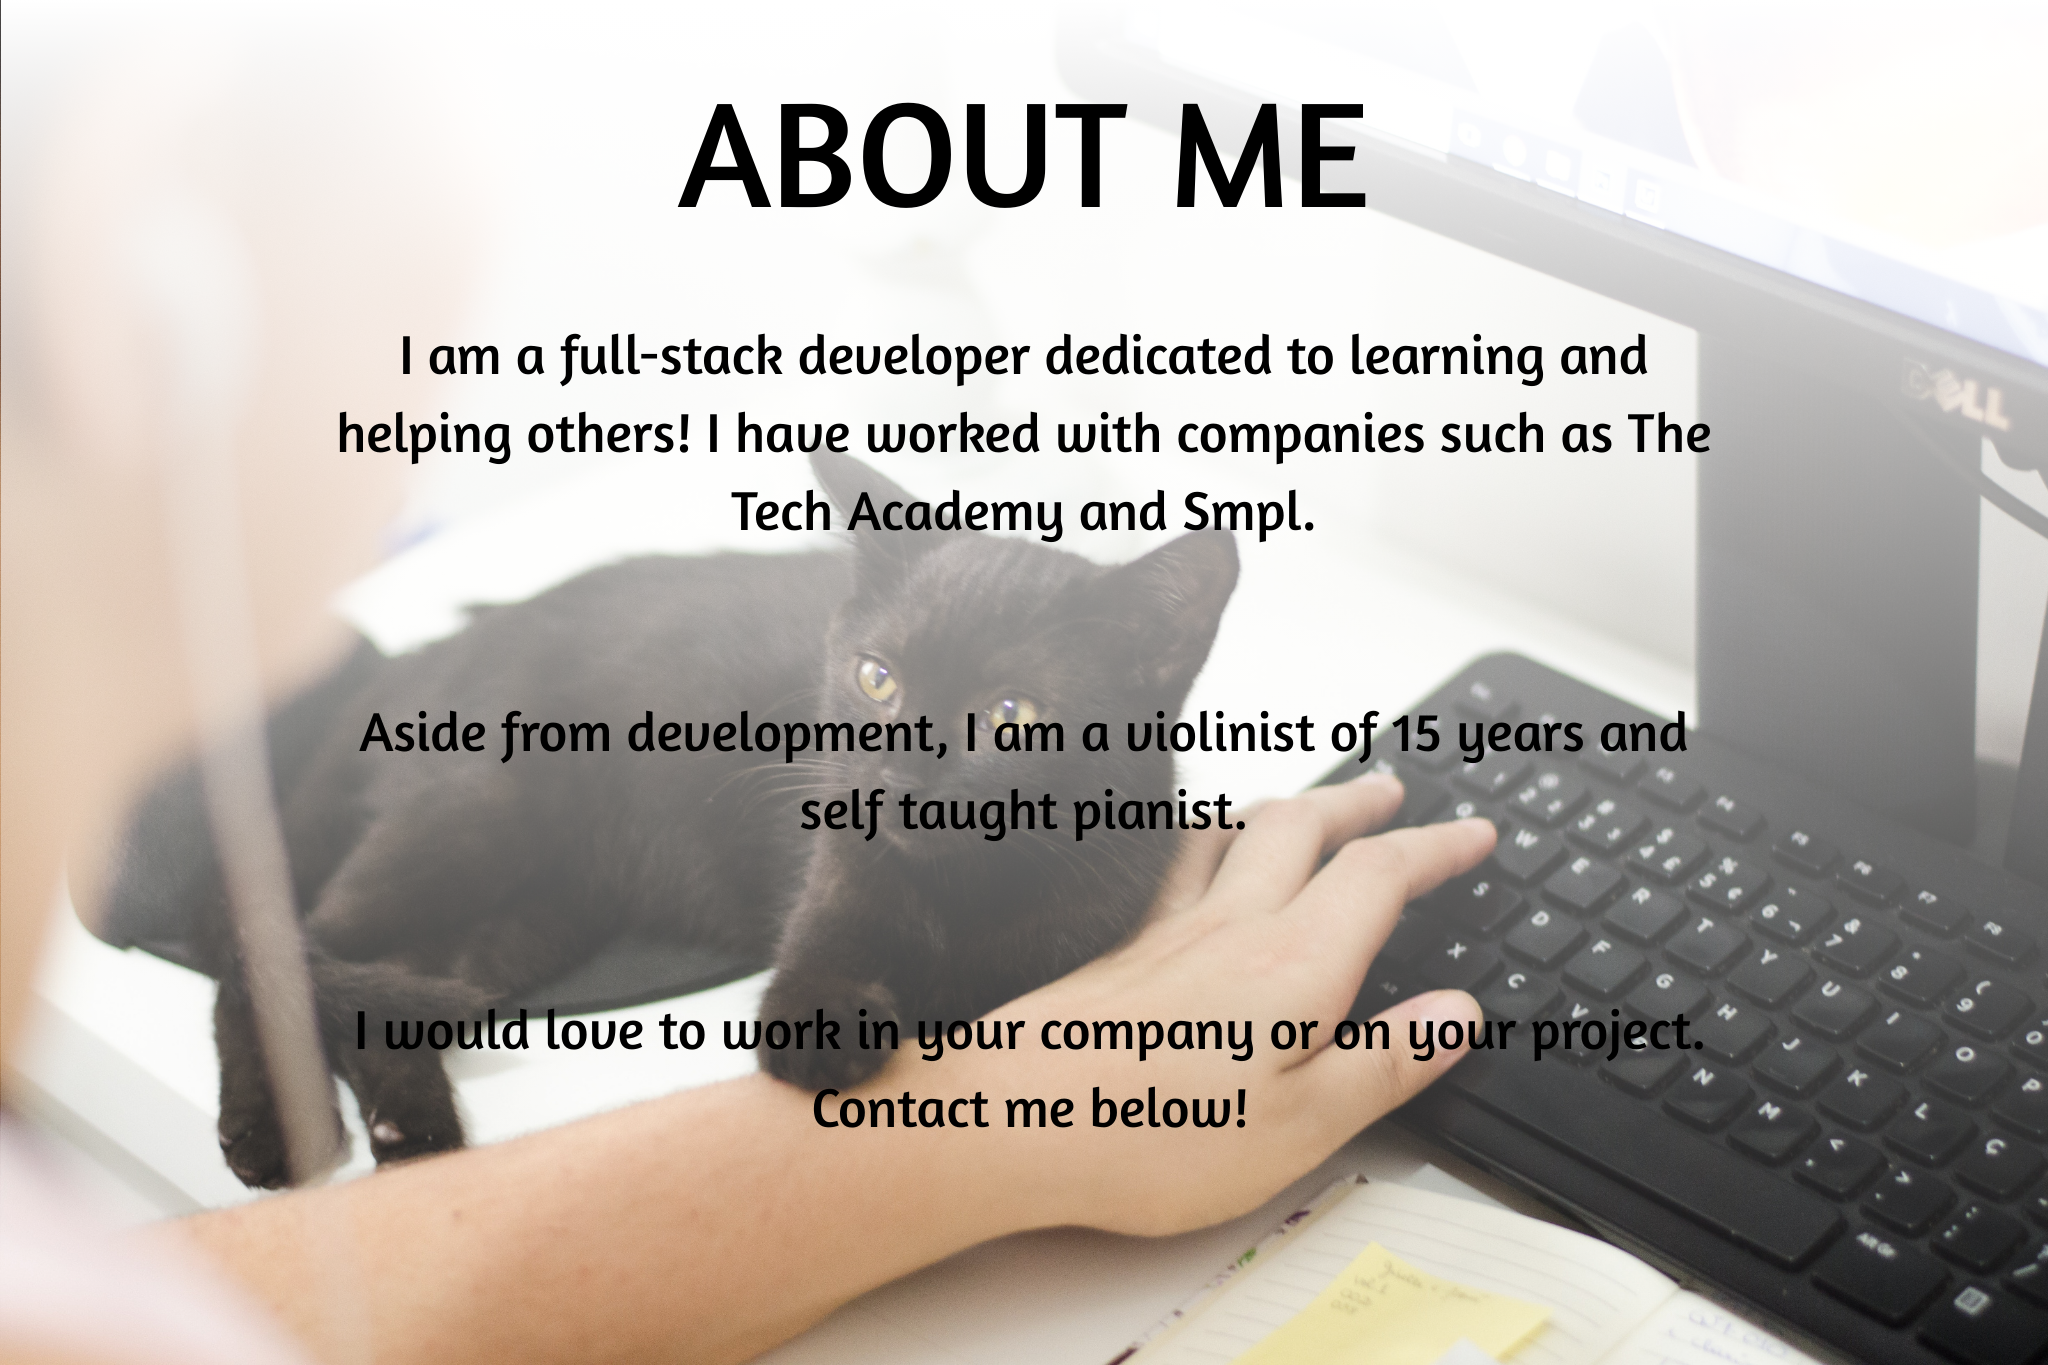 ABOUT ME
I am a full-stack developer dedicated to learning and
helping others! I have worked with companies such as The
Tech Academy and Smpl.
Aside from development, I am a violinist of 15 years and
self taught pianist.
I would love to work in your company or on your project.
Contact me below!
DELL